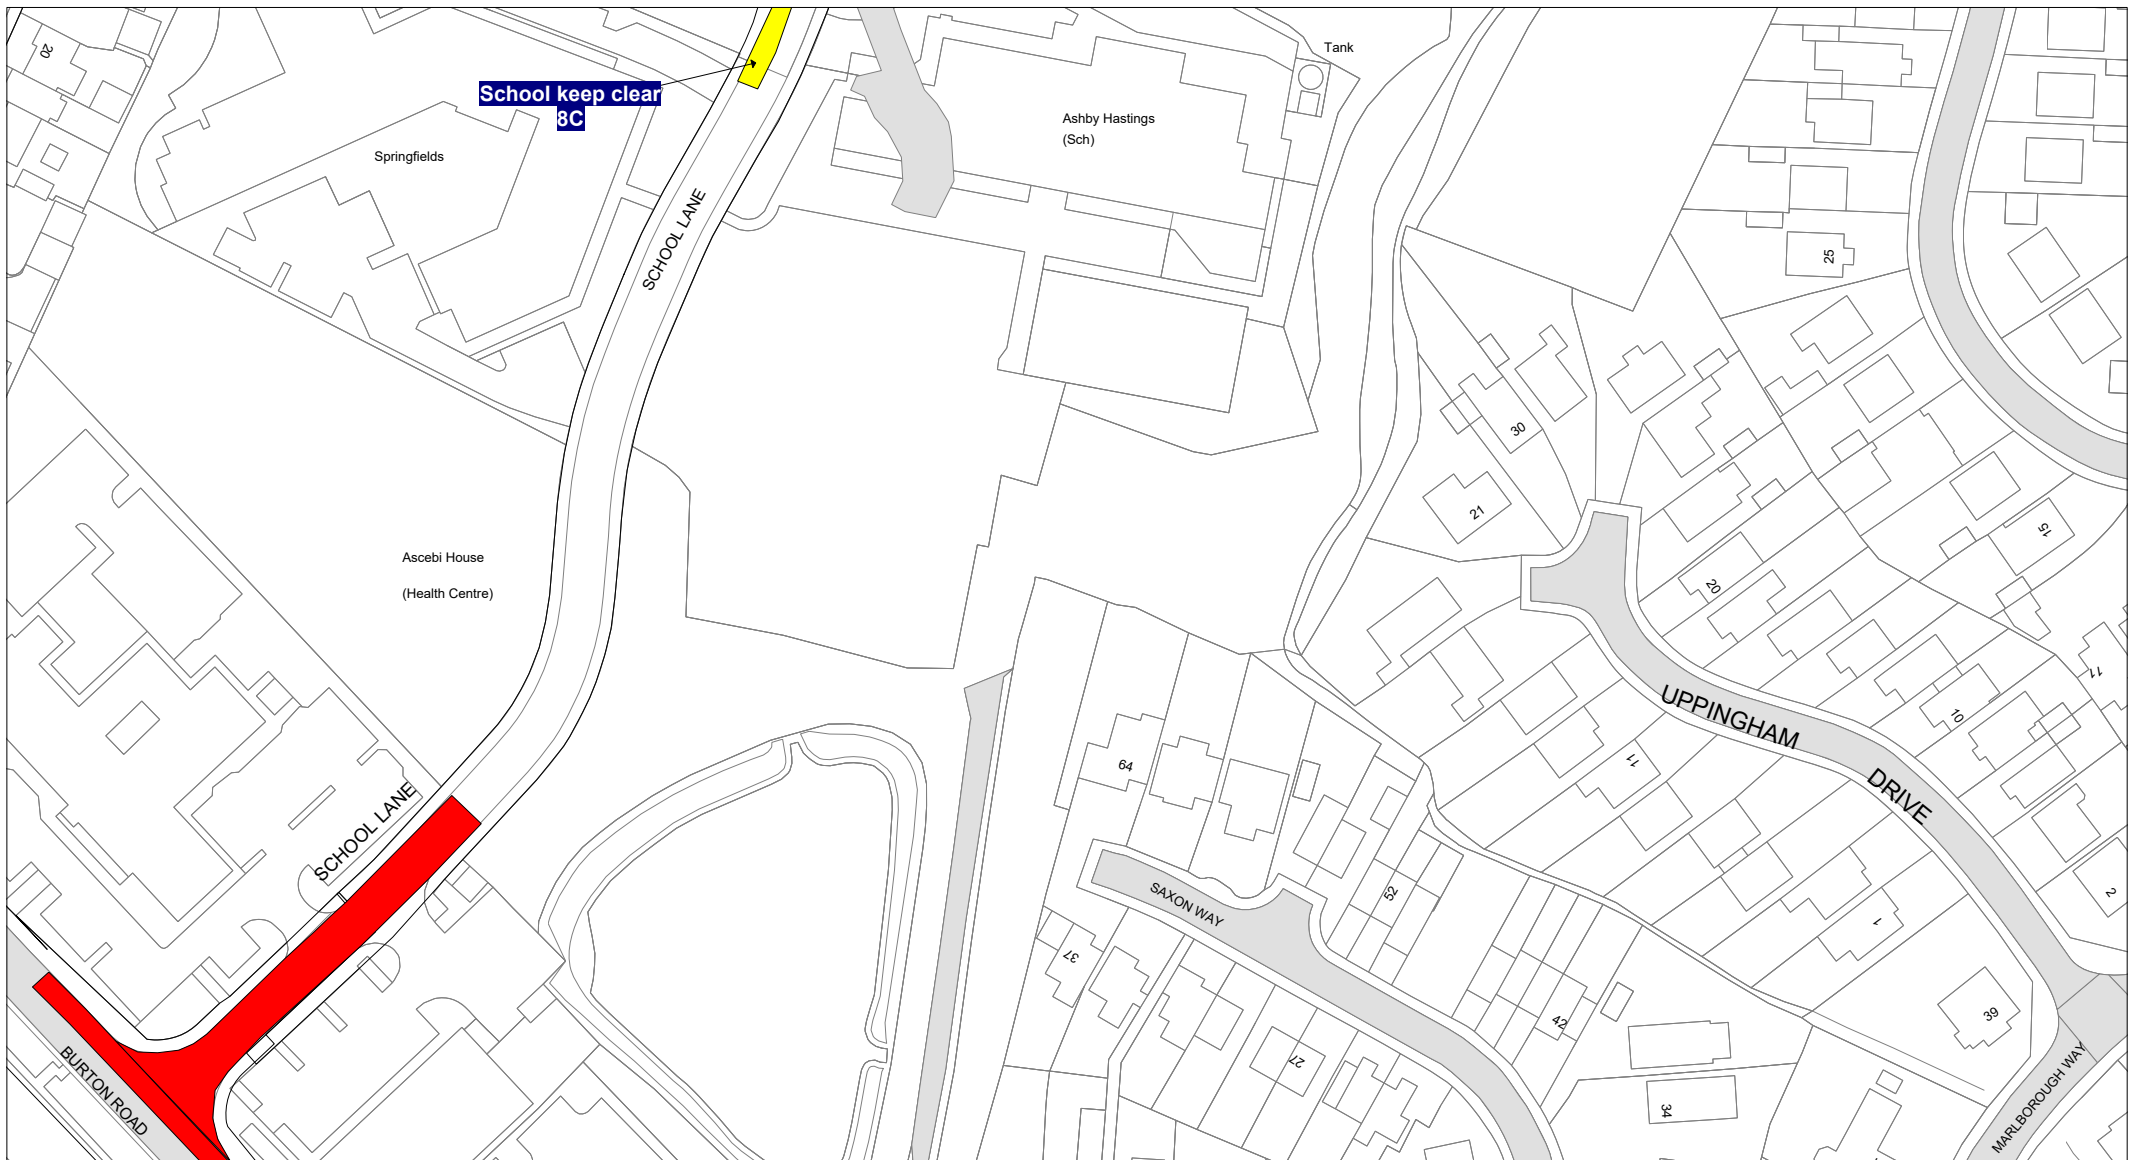 20
Tank
School keep clear
8C
Ashby Hastings
(Sch)
Springfields
SCHOOL LANE
25
30
21
15
Ascebi House
(Health Centre)
20
77
UPPINGHAM
DRIVE
10
11
64
SCHOOL LANE
52
SAXON WAY
2
1
37
39
42
27
BURTON ROAD
34
MARLBOROUGH WAY